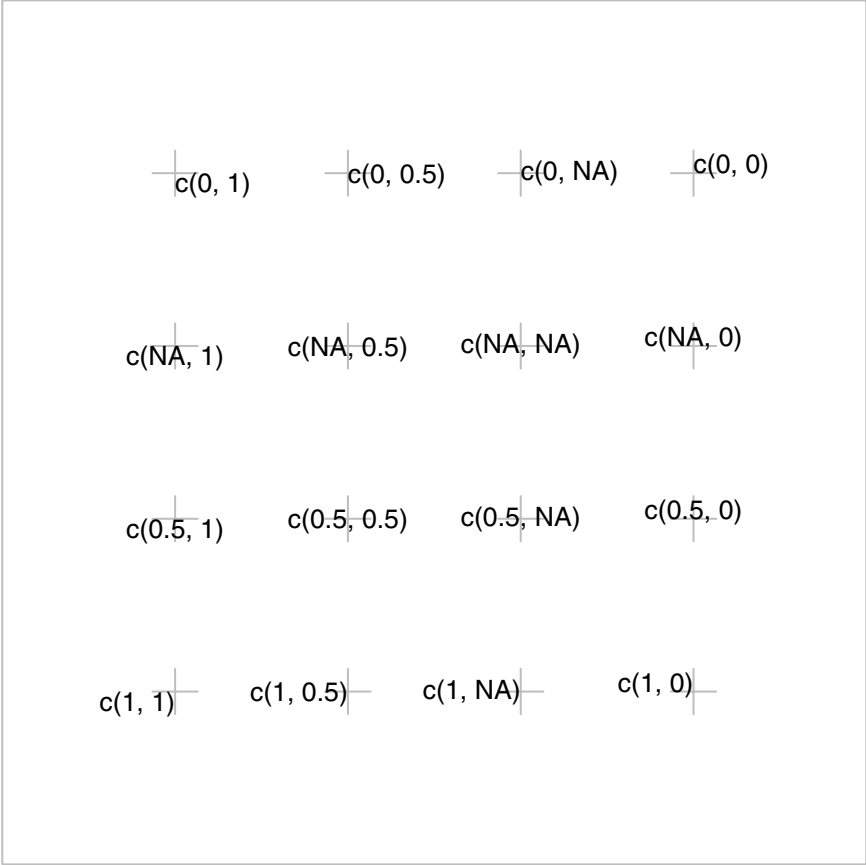 c(0, 1) c(0, 0.5) c(0, NA) c(0, 0)
c(NA, 1) c(NA, 0.5) c(NA, NA) c(NA, 0)
c(0.5, 1) c(0.5, 0.5) c(0.5, NA) c(0.5, 0)
c(1, 1) c(1, 0.5) c(1, NA) c(1, 0)